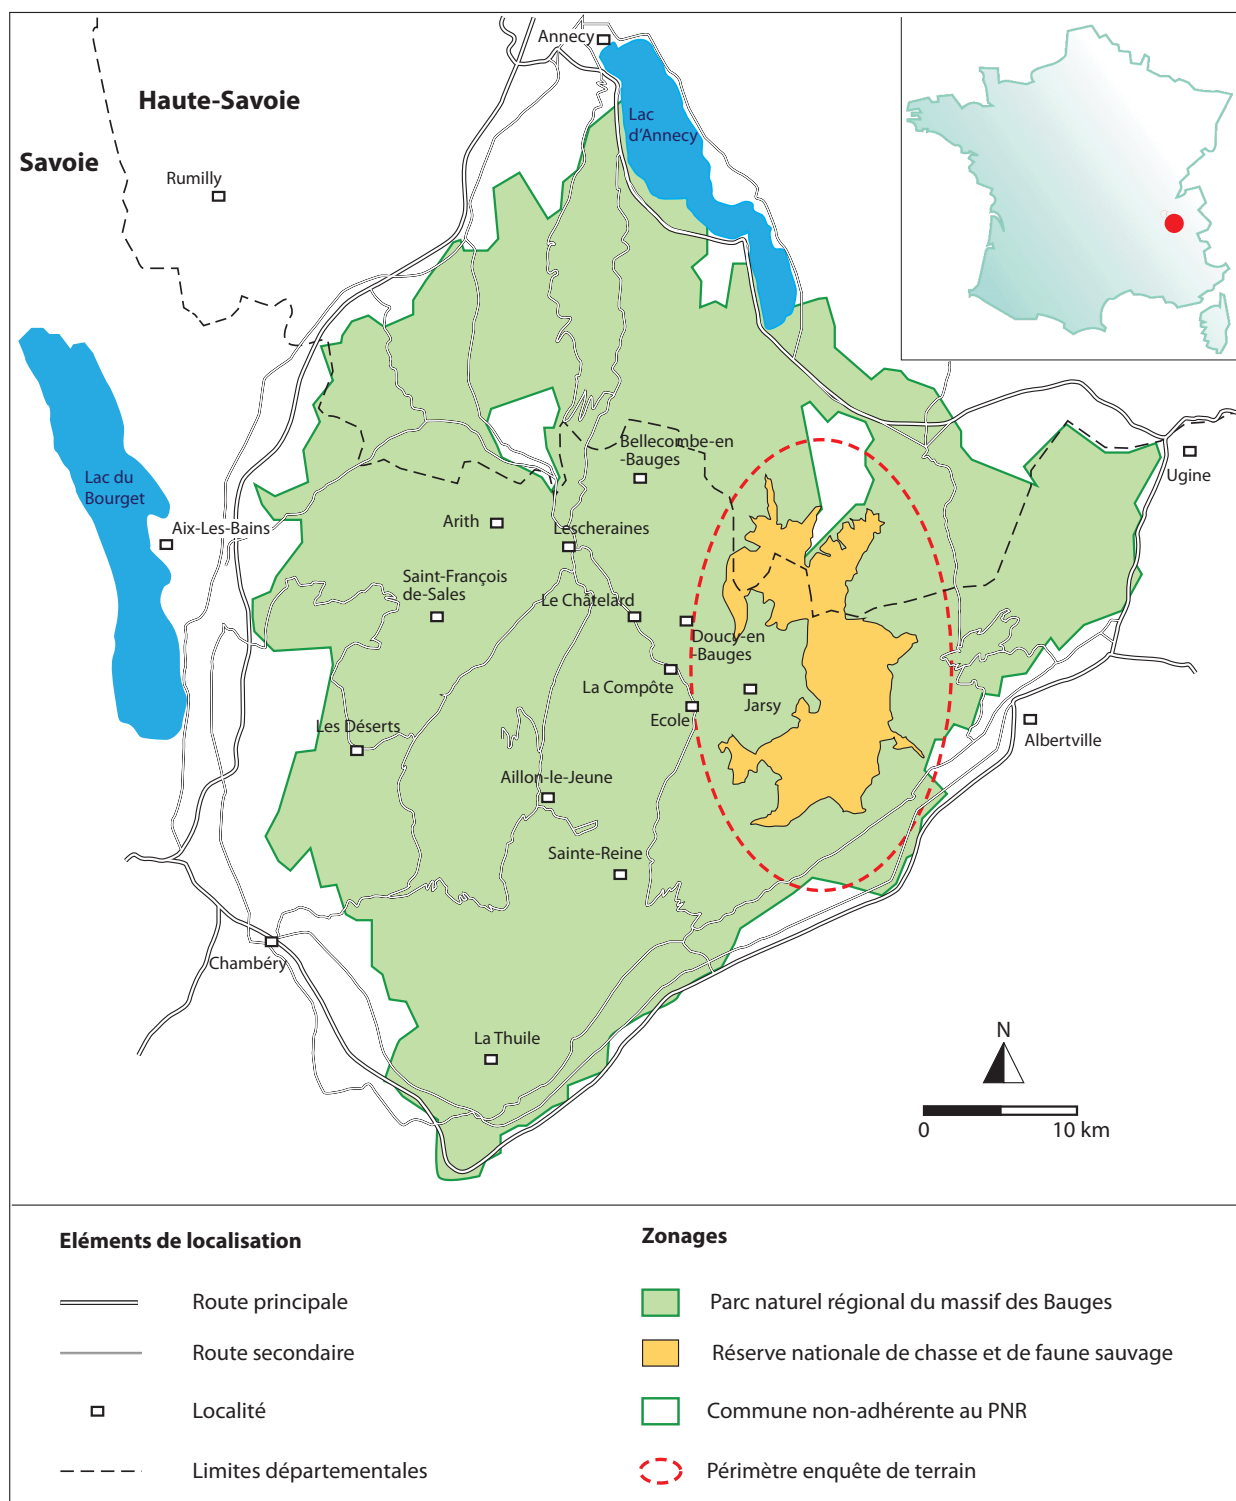 Annecy
Haute-Savoie
Lac
d'Annecy
Savoie
Rumilly
Bellecombe-en
-Bauges
Ugine
Lac du
Bourget
Aix-Les-Bains
Arith
Lescheraines
Saint-François
de-Sales
Le Châtelard
Doucy-en
-Bauges
La Compôte
Jarsy
Ecole
Les Déserts
Albertville
Aillon-le-Jeune
Sainte-Reine
Chambéry
La Thuile
N
0 10 km
Eléments de localisation
Route principale
Route secondaire
Localité
Limites départementales
Zonages
Parc naturel régional du massif des Bauges
Réserve nationale de chasse et de faune sauvage
Commune non-adhérente au PNR
Périmètre enquête de terrain